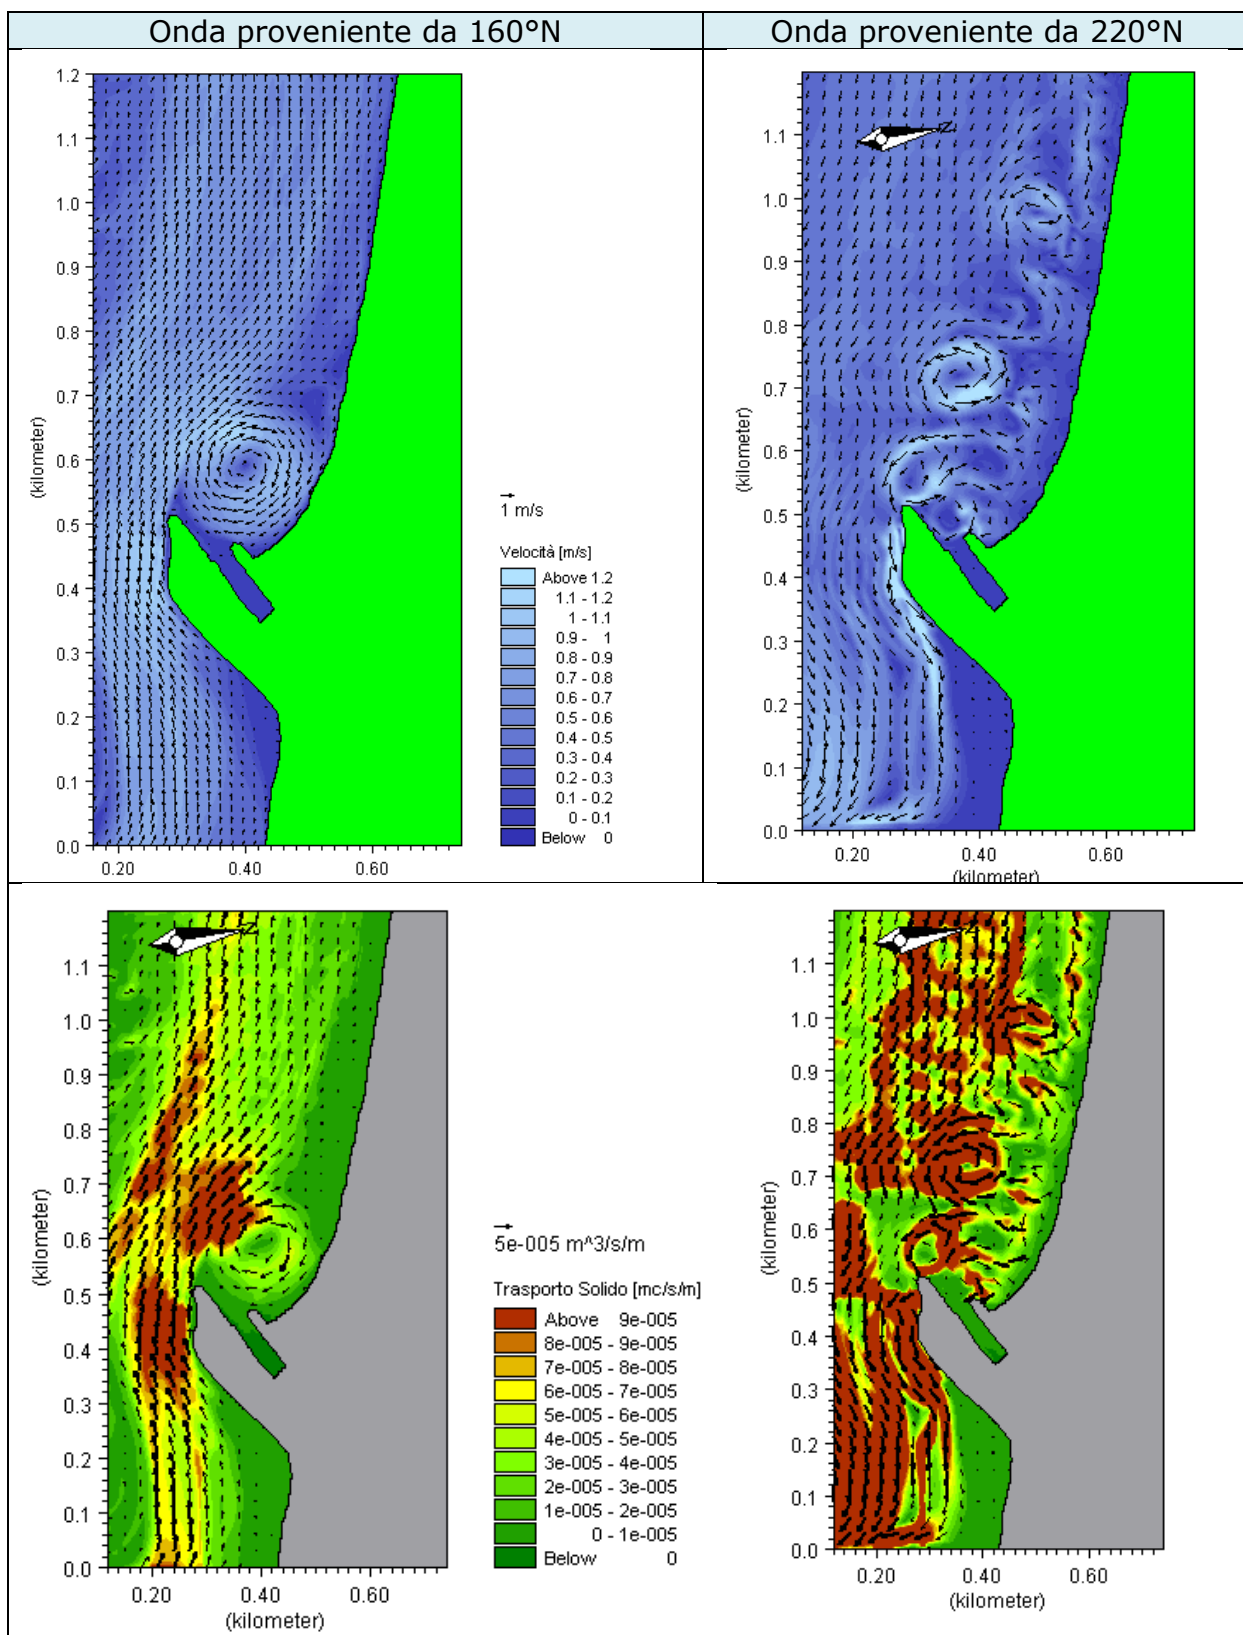 Onda proveniente da 160°N
Onda proveniente da 220°N
1.2
1.1
1.0
0.9
0.8
0.7
0.6
0.5
0.4
0.3
0.2
0.1
0.0
(kilometer)
0.20 0.40 0.60
1 m/s
Velocità [m/s]
Above 1.2
1.1 - 1.2
1 - 1.1
0.9 - 1
0.8 - 0.9
0.7 - 0.8
0.6 - 0.7
0.5 - 0.6
0.4 - 0.5
0.3 - 0.4
0.2 - 0.3
0.1 - 0.2
0 - 0.1
Below 0
N
1.1
1.0
0.9
0.8
0.7
0.6
0.5
0.4
0.3
0.2
0.1
0.0
(kilometer)
0.20 0.40 0.60
(kilometer)
N
1.1
1.0
0.9
0.8
0.7
0.6
0.5
0.4
0.3
0.2
0.1
0.0
(kilometer)
0.20 0.40 0.60
(kilometer)
5e-005 m^3/s/m
Trasporto Solido [mc/s/m]
Above 9e-005
8e-005 - 9e-005
7e-005 - 8e-005
6e-005 - 7e-005
5e-005 - 6e-005
4e-005 - 5e-005
3e-005 - 4e-005
2e-005 - 3e-005
1e-005 - 2e-005
0 - 1e-005
Below 0
N
1.1
1.0
0.9
0.8
0.7
0.6
0.5
0.4
0.3
0.2
0.1
0.0
(kilometer)
0.20 0.40 0.60
(kilometer)